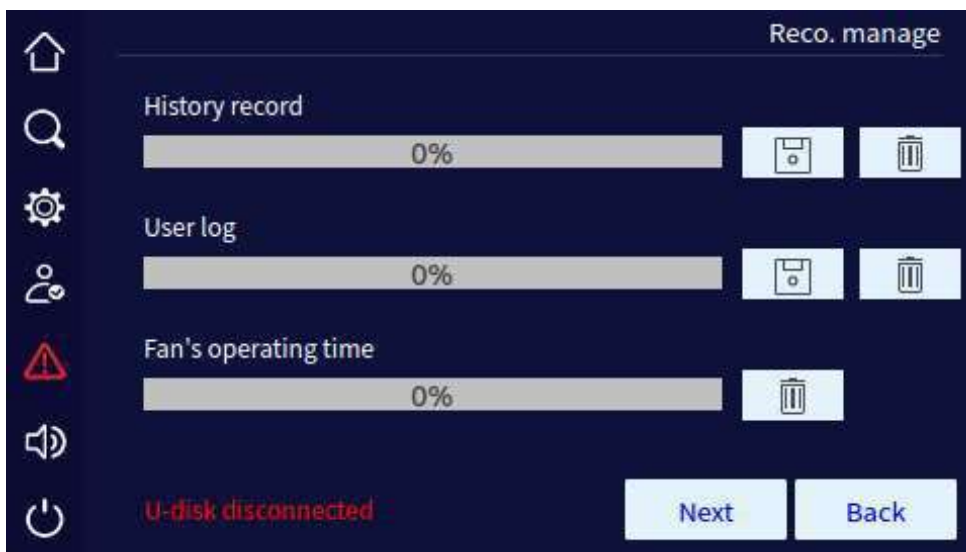 Reco. manage
History record
0%
User log
0%
Fan's operating time
0%
U-disk disconnected
Next
Back